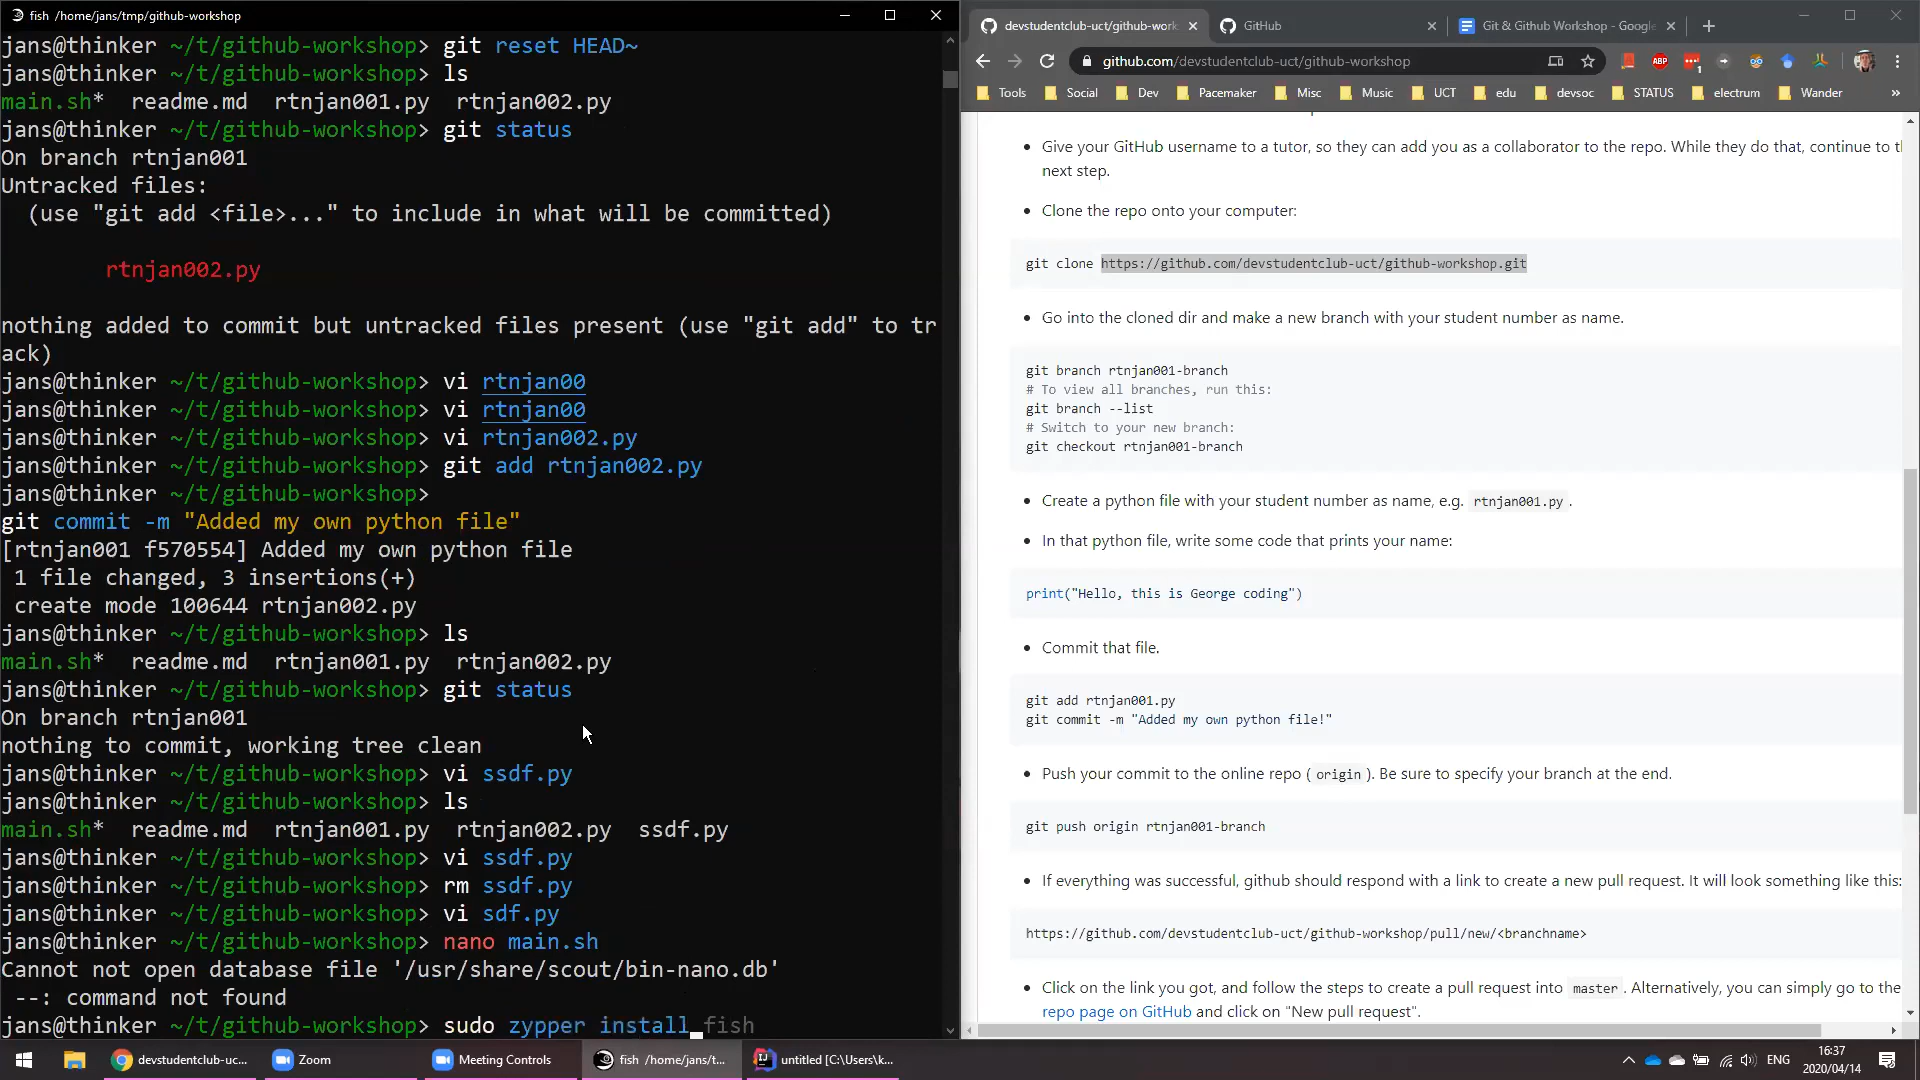 fish /home/jans/tmp/github-workshop
jans@thinker ~/t/github-workshop> git reset HEAD~
jans@thinker ~/t/github-workshop> ls
main.sh* readme.md rtnjan001.py rtnjan002.py
jans@thinker ~/t/github-workshop> git status
On branch rtnjan001
Untracked files:
(use "git add <file>..." to include in what will be committed)
rtnjan002.py
nothing added to commit but untracked files present (use "git add" to tr
ack)
jans@thinker ~/t/github-workshop> vi rtnjan00
jans@thinker ~/t/github-workshop> vi rtnjan00
jans@thinker ~/t/github-workshop> vi rtnjan002.py
jans@thinker ~/t/github-workshop> git add rtnjan002.py
jans@thinker ~/t/github-workshop>
git commit -m "Added my own python file"
[rtnjan001 f570554] Added my own python file
1 file changed, 3 insertions(+)
create mode 100644 rtnjan002.py
jans@thinker ~/t/github-workshop> ls
main.sh* readme.md rtnjan001.py rtnjan002.py
jans@thinker ~/t/github-workshop> git status
On branch rtnjan001
nothing to commit, working tree clean
jans@thinker ~/t/github-workshop> vi ssdf.py
jans@thinker ~/t/github-workshop> ls
main.sh* readme.md rtnjan001.py rtnjan002.py ssdf.py
jans@thinker ~/t/github-workshop> vi ssdf.py
jans@thinker ~/t/github-workshop> rm ssdf.py
jans@thinker ~/t/github-workshop> vi sdf.py
jans@thinker ~/t/github-workshop> nano main.sh
Cannot not open database file '/usr/share/scout/bin-nano.db'
--: command not found
jans@thinker ~/t/github-workshop> sudo zypper install fish
devstudentclub-uct/github-work
GitHub
Git & Github Workshop - Google
github.com/devstudentclub-uct/github-workshop
ABP
1
Tools Social Dev Pacemaker Misc Music UCT edu devsoc STATUS electrum Wander »
Give your GitHub username to a tutor, so they can add you as a collaborator to the repo. While they do that, continue to t
next step.
Clone the repo onto your computer:
git clone https://github.com/devstudentclub-uct/github-workshop.git
Go into the cloned dir and make a new branch with your student number as name.
git branch rtnjan001-branch
# To view all branches, run this:
git branch --list
# Switch to your new branch:
git checkout rtnjan001-branch
Create a python file with your student number as name, e.g. rtnjan001.py .
In that python file, write some code that prints your name:
print("Hello, this is George coding")
Commit that file.
git add rtnjan001.py
git commit -m "Added my own python file!"
Push your commit to the online repo ( origin ). Be sure to specify your branch at the end.
git push origin rtnjan001-branch
If everything was successful, github should respond with a link to create a new pull request. It will look something like this:
https://github.com/devstudentclub-uct/github-workshop/pull/new/<branchname>
Click on the link you got, and follow the steps to create a pull request into master . Alternatively, you can simply go to the
repo page on GitHub and click on "New pull request".
devstudentclub-uc...
Zoom
Meeting Controls
fish /home/jans/t...
untitled [C:\Users\k...
ENG
16:37
2020/04/14